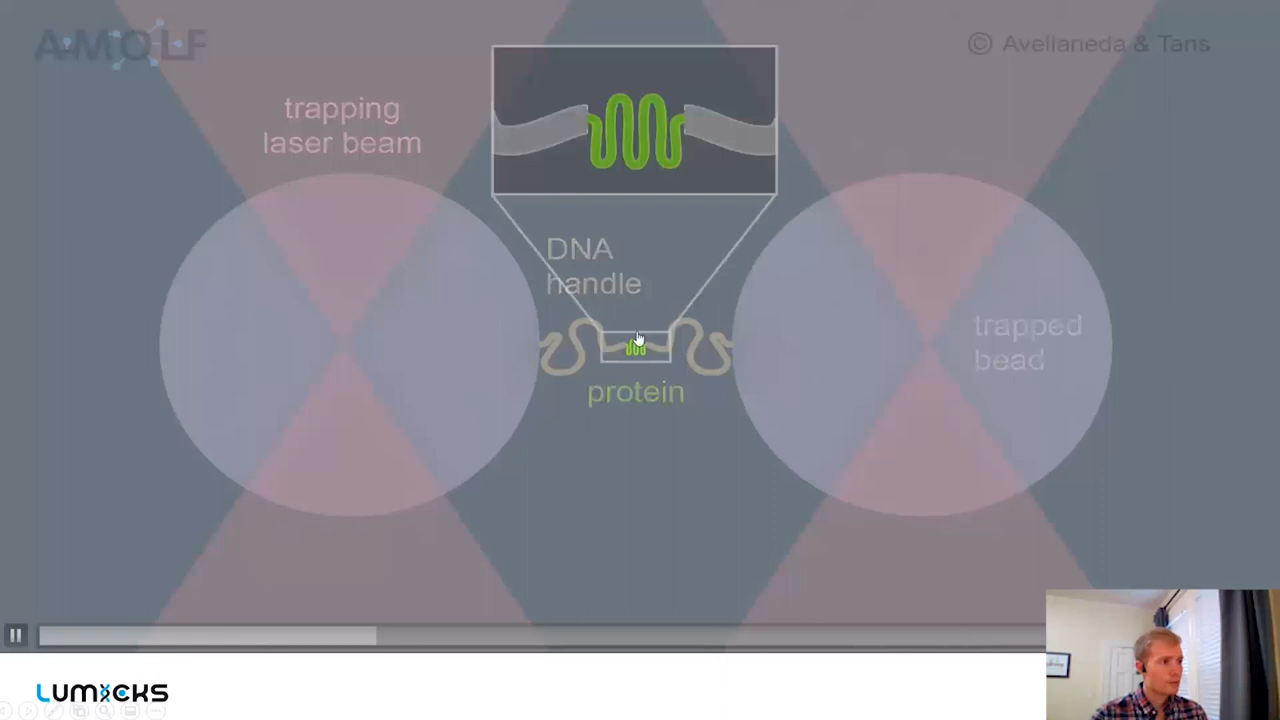 AMOLF
© Avellaneda & Tans
trapping
laser beam
DNA
handle
trapped
bead
protein
LUMICKS